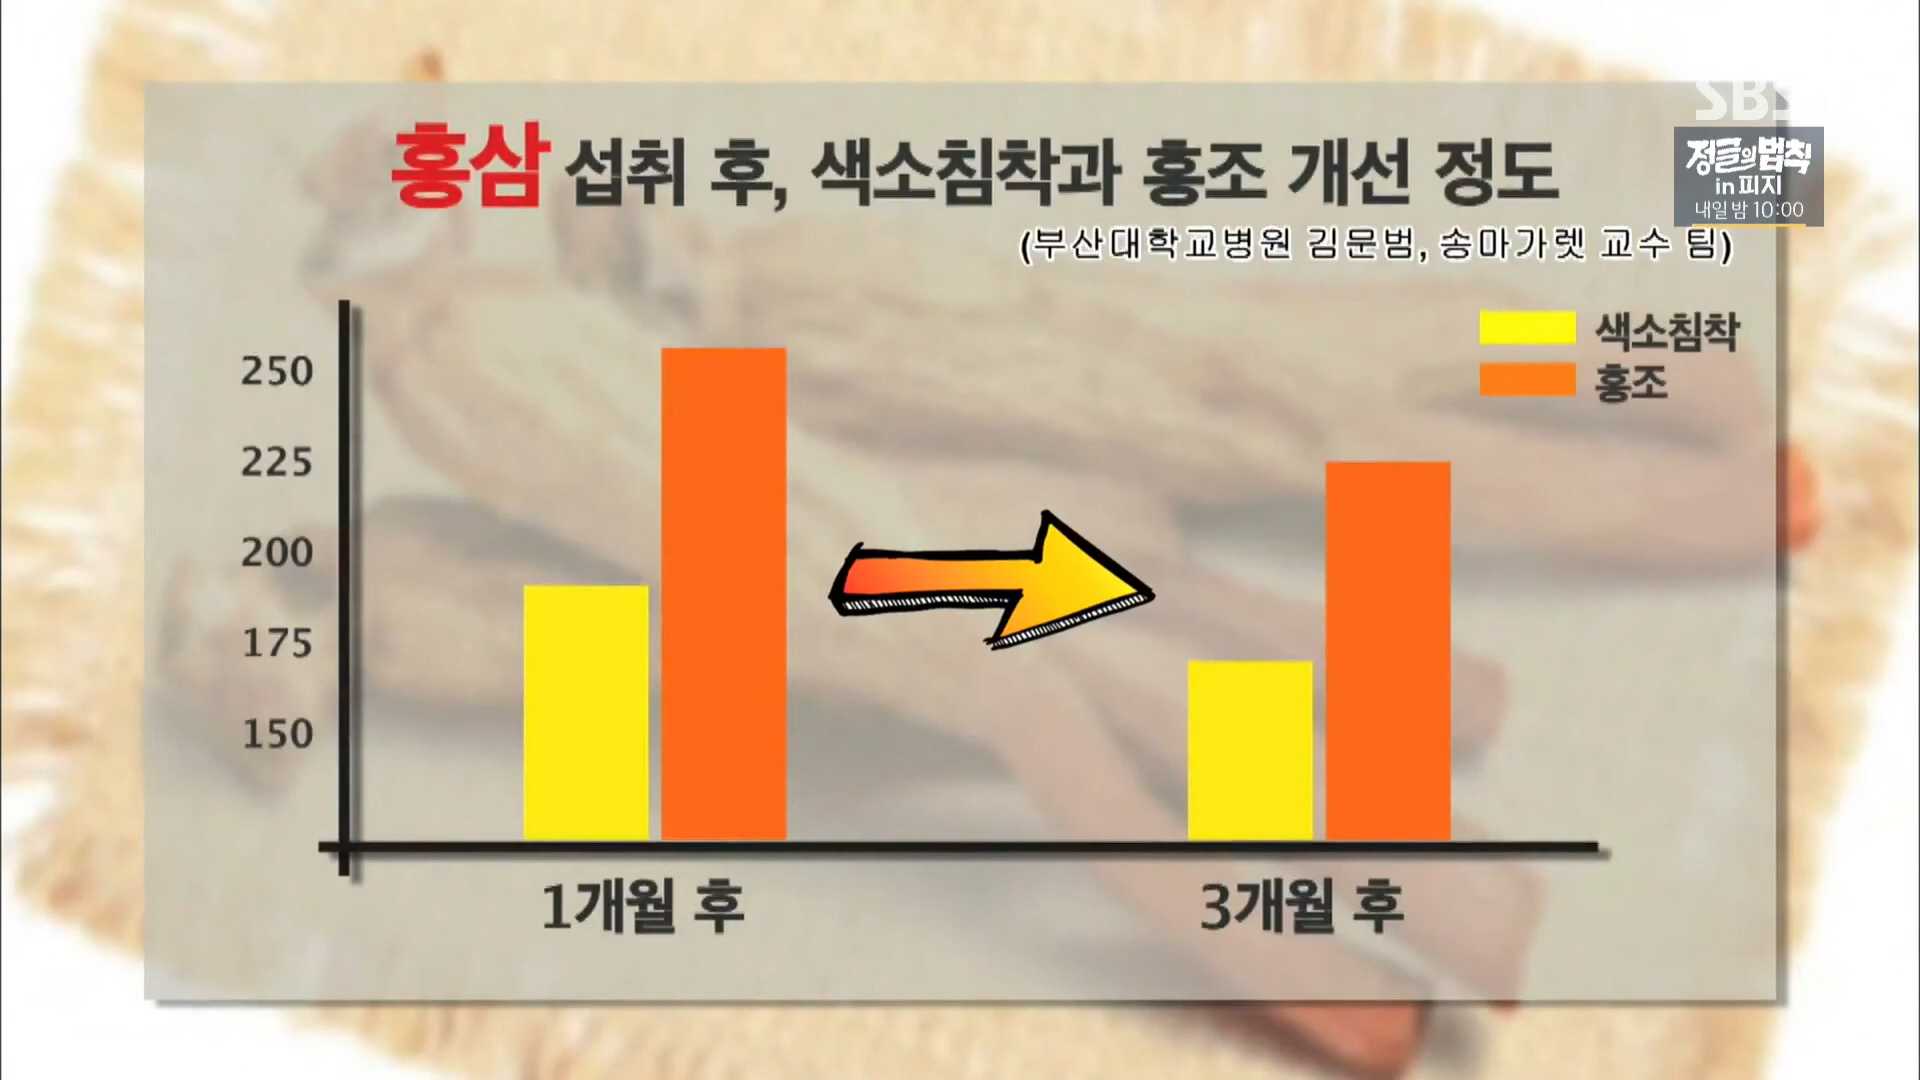 SBS
정글의 법칙
in 피지
내일 밤 10:00
홍삼 섭취 후, 색소침착과 홍조 개선 정도
(부산대학교병원 김문범, 송마가렛 교수 팀)
색소침착
홍조
250
225
200
175
150
1개월 후
3개월 후